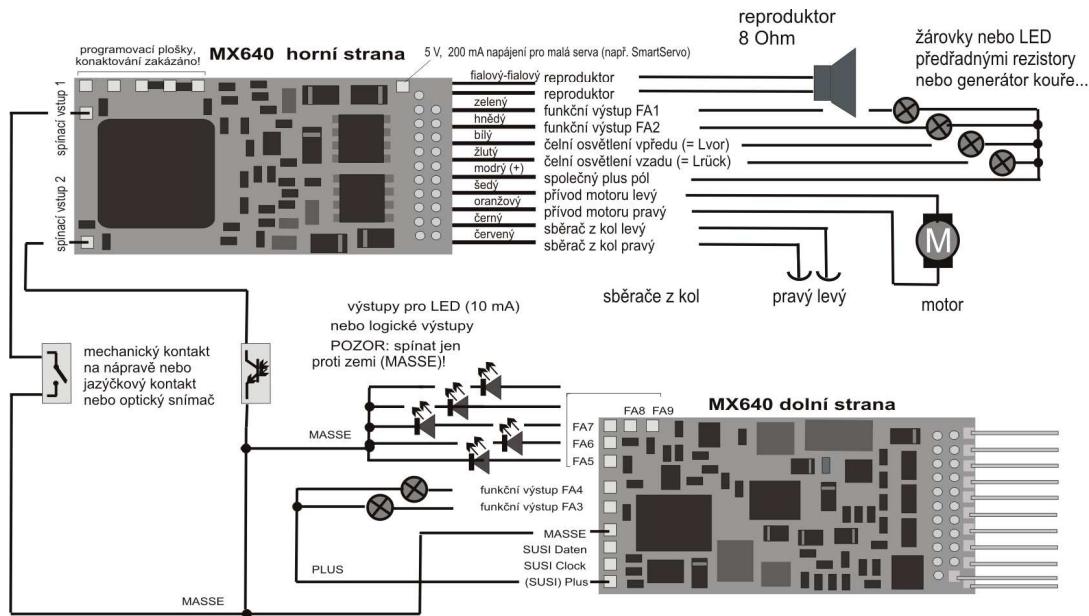 reproduktor
8 Ohm
žárovky nebo LED
předřadnými rezistory
nebo generátor kouře...
programovací plošky,
konaktování zakázáno!
MX640 horní strana
5 V, 200 mA napájení pro malá serva (např. SmartServo)
spínací vstup 1
spínací vstup 2
fialový-fialový reproduktor
reproduktor
zelený funkční výstup FA1
hnědý funkční výstup FA2
bílý čelní osvětlení vpředu (= Lvor)
žlutý čelní osvětlení vzadu (= Lrück)
modrý (+) společný plus pól
šedý přívod motoru levý
oranžový přívod motoru pravý
černý sběrač z kol levý
červený sběrač z kol pravý
M
sběrače z kol
pravý levý
motor
výstupy pro LED (10 mA)
nebo logické výstupy
POZOR: spínat jen
proti zemi (MASSE)!
mechanický kontakt
na nápravě nebo
jazýčkový kontakt
nebo optický snímač
MASSE
FA8 FA9
MX640 dolní strana
FA7
FA6
FA5
funkční výstup FA4
funkční výstup FA3
MASSE
SUSI Daten
SUSI Clock
(SUSI) Plus
PLUS
MASSE